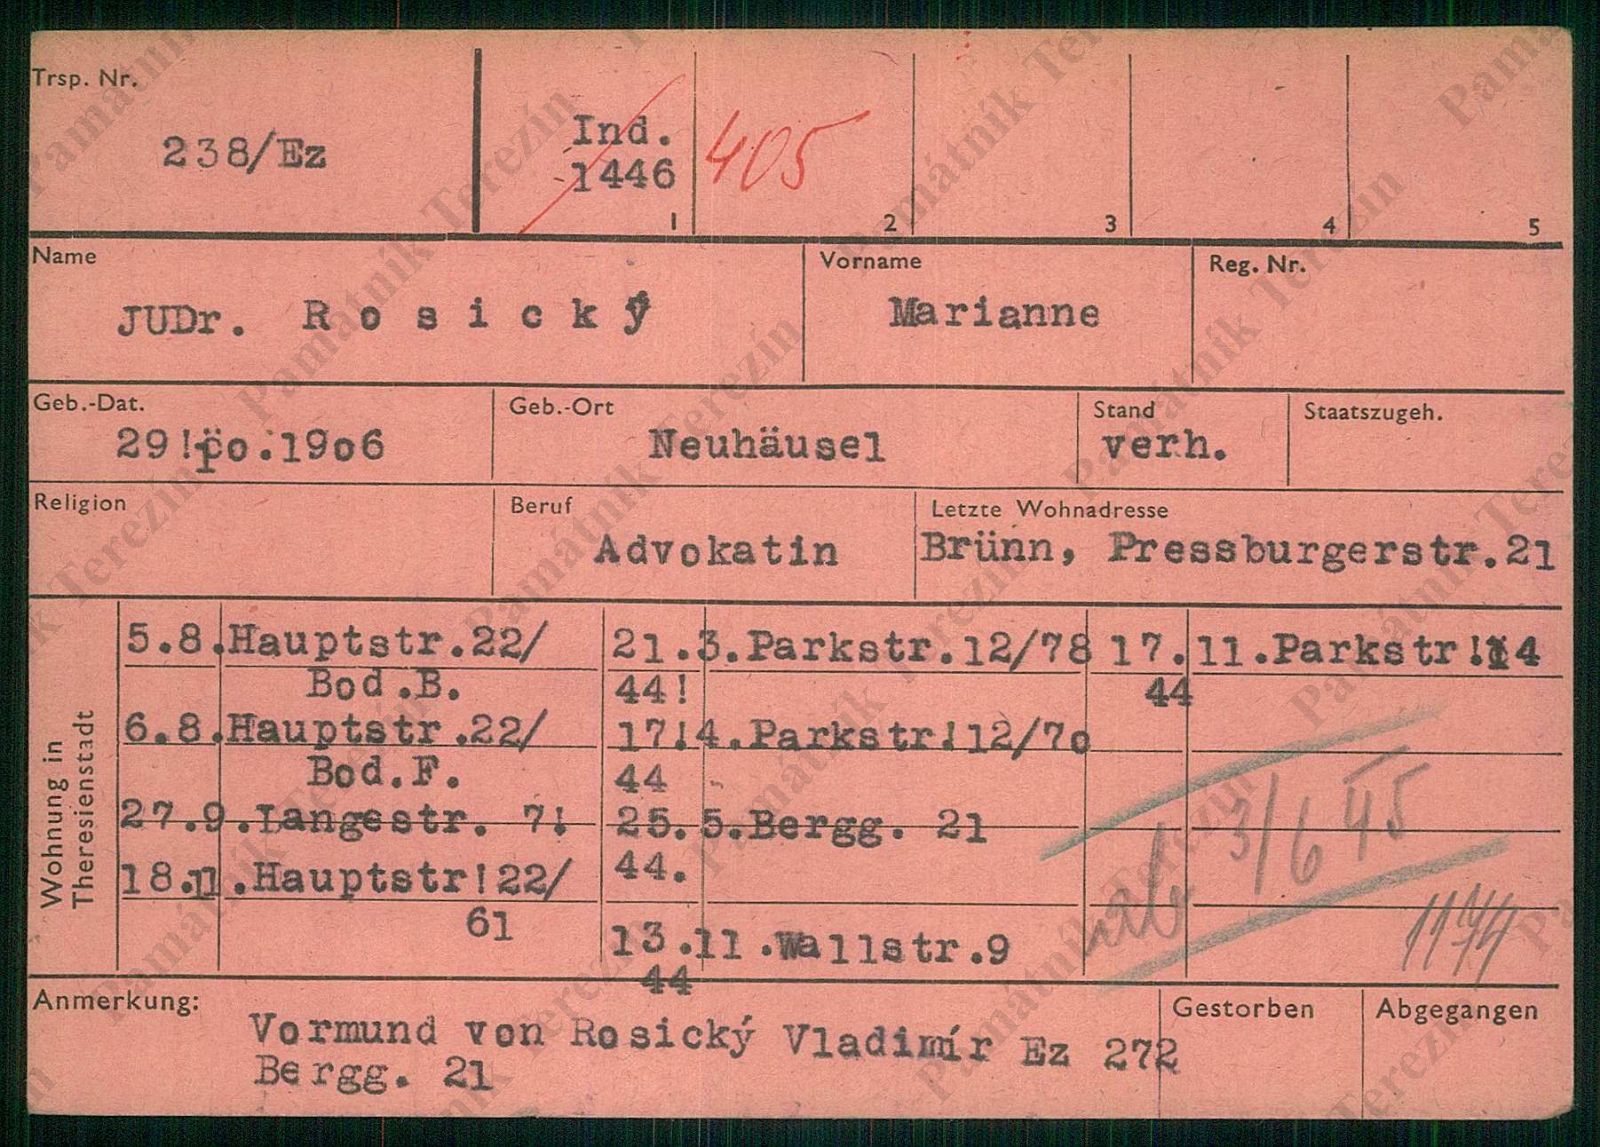 Trsp. Nr.
238/Ez
Ind.
1446
405
1 2 3 4 5
Name
JUDr. Rosický
Vorname
Marianne
Reg. Nr.
Geb.-Dat.
Geb.-Ort
Neuhäusel
Stand
verh.
Staatszugeh.
Religion
Beruf
Advokatin
Letzte Wohnadresse
Brünn, Pressburgerstr.21
Wohnung in
Theresienstadt
5.8.Hauptstr.22/
Bod.B.
6.8.Hauptstr.22/
Bod.F.
27.9.Langestr. 7!
18.11.Hauptstr!22/
61
21.3.Parkstr.12/78
44!
17!4.Parkstr!12/7o
44
25.5.Bergg. 21
44.
13.11.Wallstr.9
44
17.11.Parkstr!14
44
3/6 45
Anmerkung:
Vormund von Rosický Vladimír Ez 272
Bergg. 21
Gestorben
Abgegangen
Památník Terezín